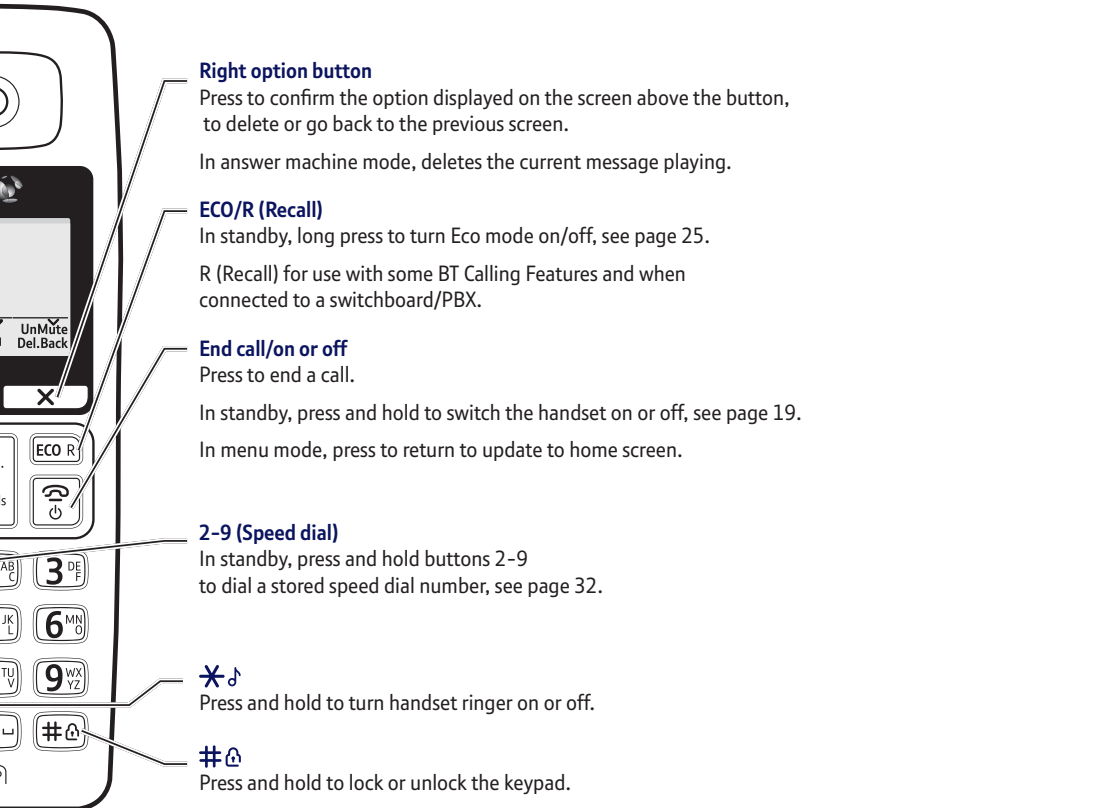 Right option button
Press to confirm the option displayed on the screen above the button,
to delete or go back to the previous screen.
In answer machine mode, deletes the current message playing.
ECO/R (Recall)
In standby, long press to turn Eco mode on/off, see page 25.
R (Recall) for use with some BT Calling Features and when
connected to a switchboard/PBX.
UnMute
Del.Back
End call/on or off
Press to end a call.
In standby, press and hold to switch the handset on or off, see page 19.
In menu mode, press to return to update to home screen.
ECO R
2-9 (Speed dial)
In standby, press and hold buttons 2-9
to dial a stored speed dial number, see page 32.
AB
C
3 DE
F
JK
L
6 MN
O
TU
V
9 WX
YZ
Press and hold to turn handset ringer on or off.
#
#
Press and hold to lock or unlock the keypad.